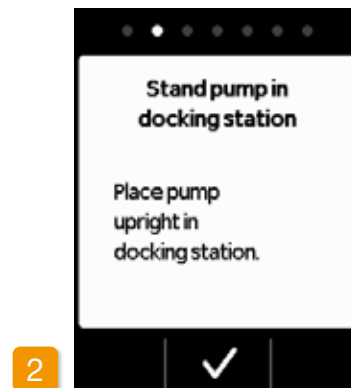 Stand pump in
docking station
Place pump
upright in
docking station.
2